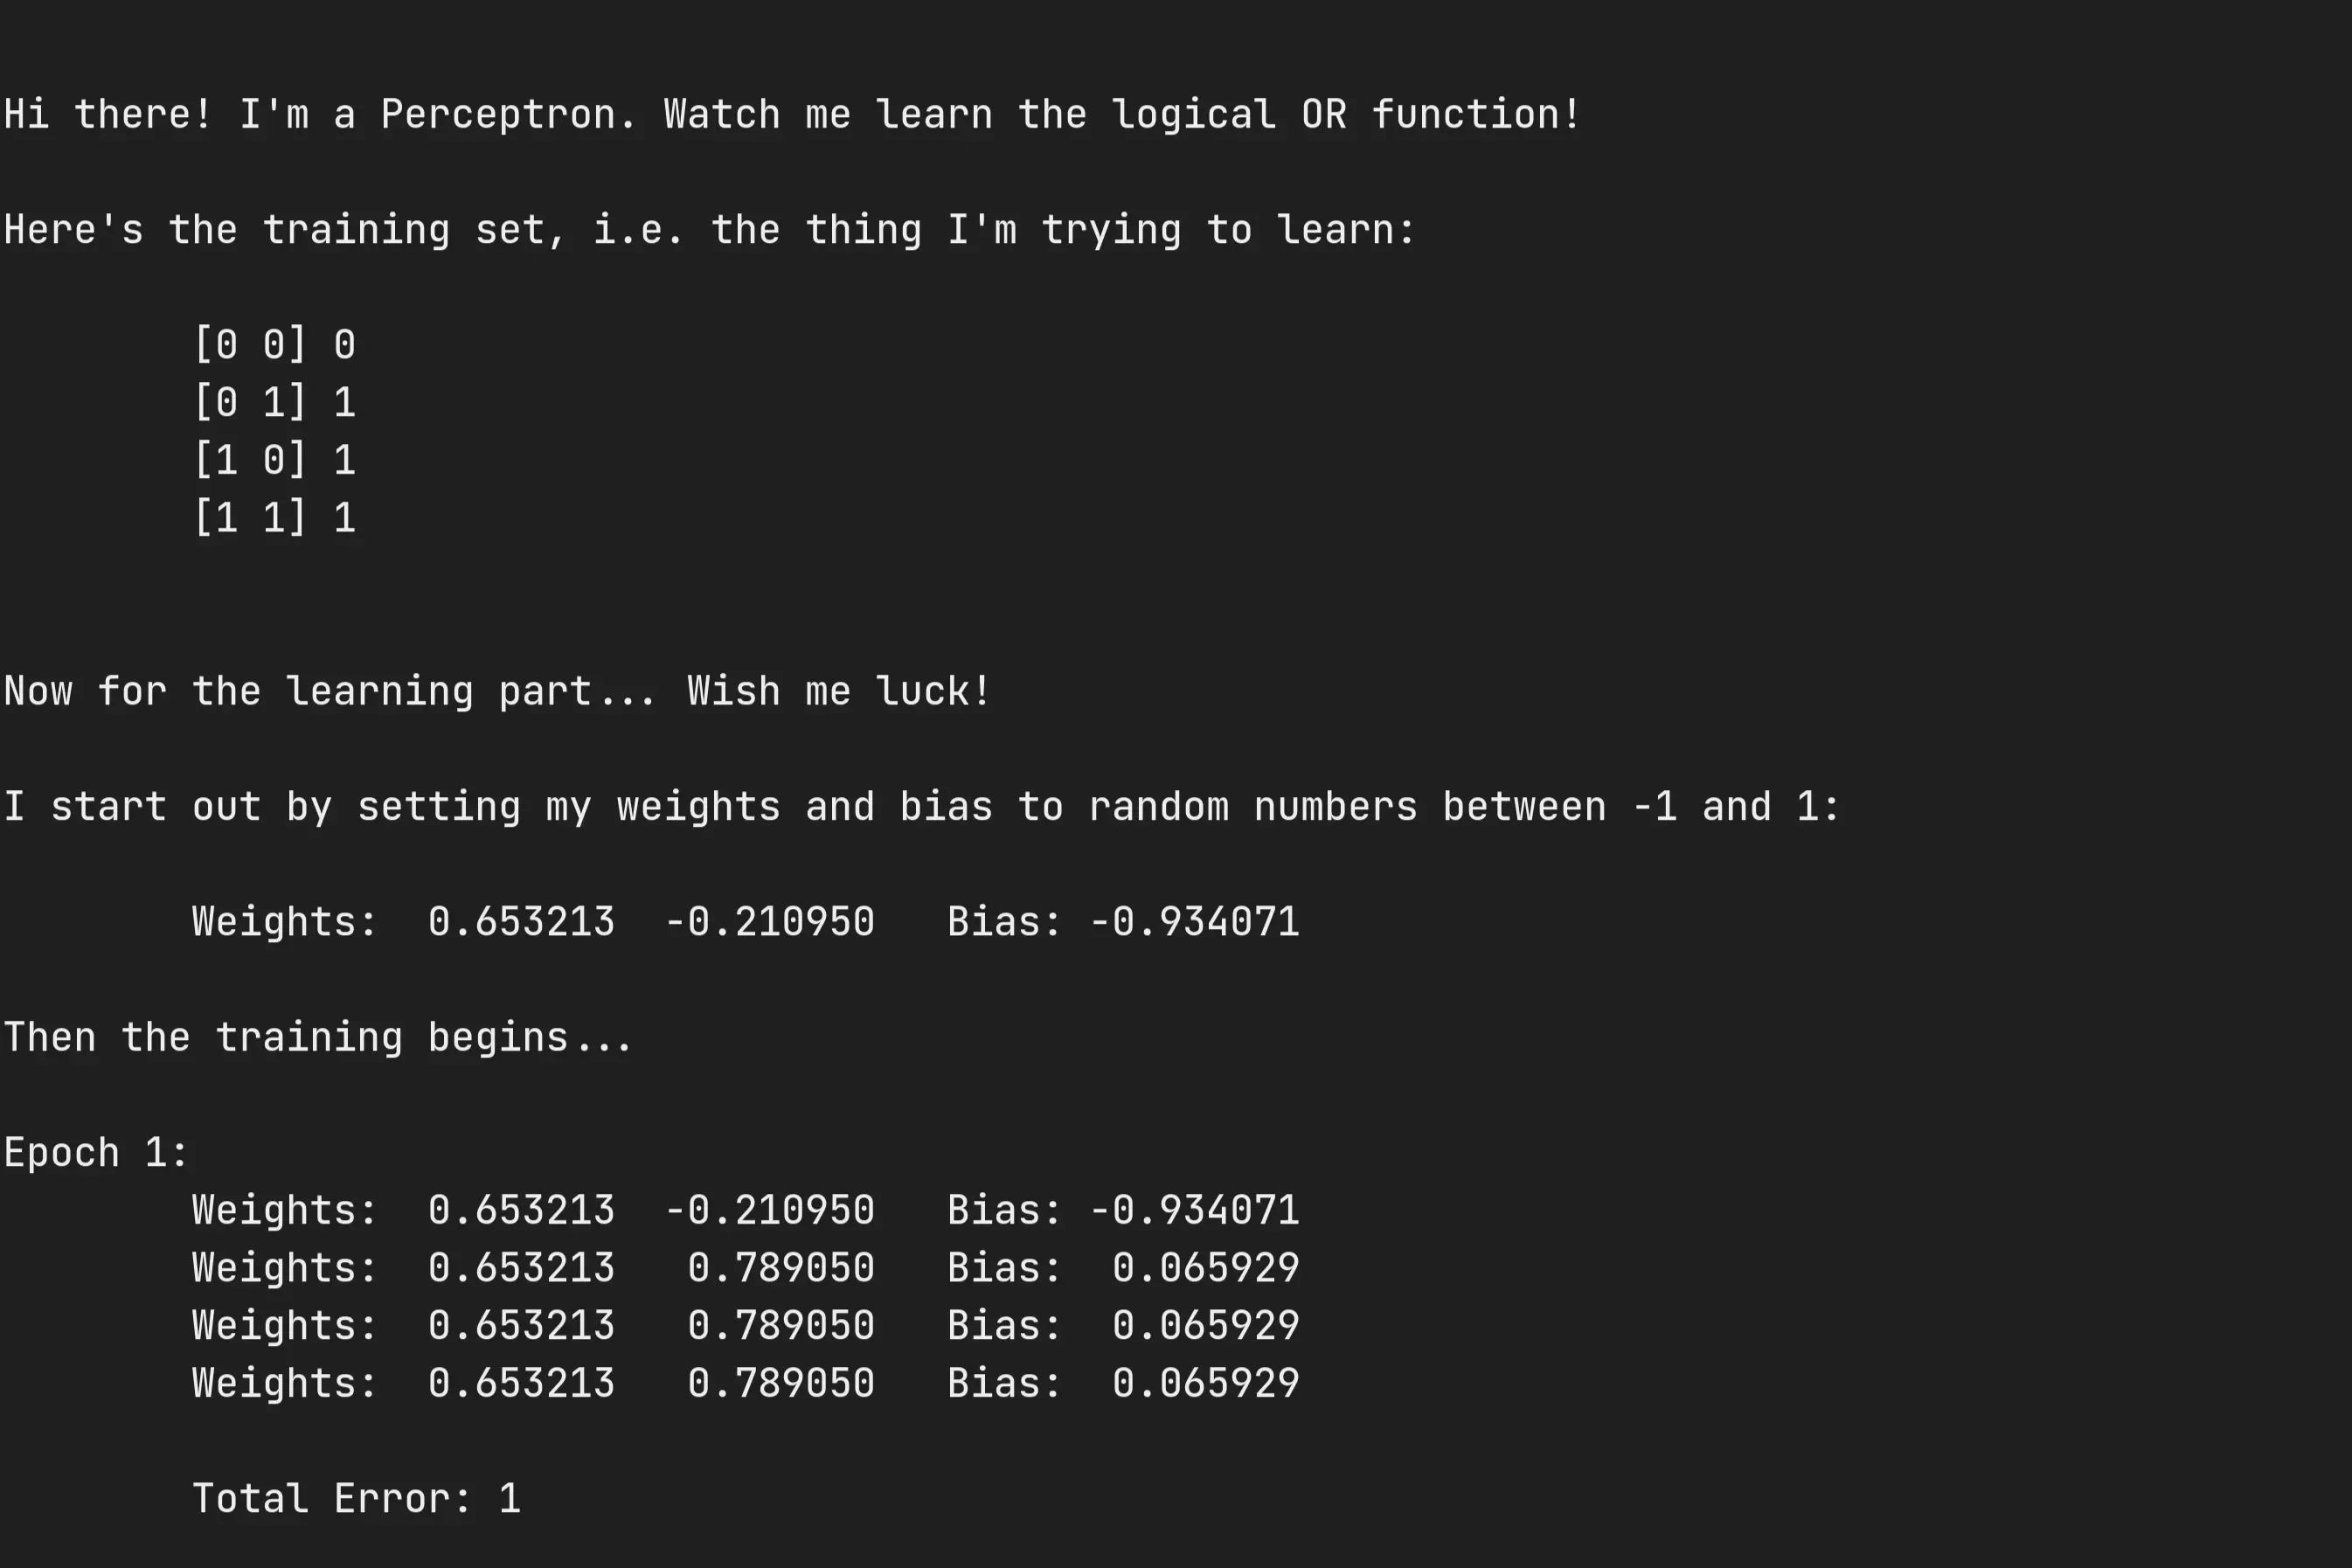 Hi there! I'm a Perceptron. Watch me learn the logical OR function!
Here's the training set, i.e. the thing I'm trying to learn:
[0 0] 0
[0 1] 1
[1 0] 1
[1 1] 1
Now for the learning part... Wish me luck!
I start out by setting my weights and bias to random numbers between -1 and 1:
Weights:  0.653213  -0.210950   Bias: -0.934071
Then the training begins...
Epoch 1:
Weights:  0.653213  -0.210950   Bias: -0.934071
Weights:  0.653213   0.789050   Bias:  0.065929
Weights:  0.653213   0.789050   Bias:  0.065929
Weights:  0.653213   0.789050   Bias:  0.065929
Total Error: 1